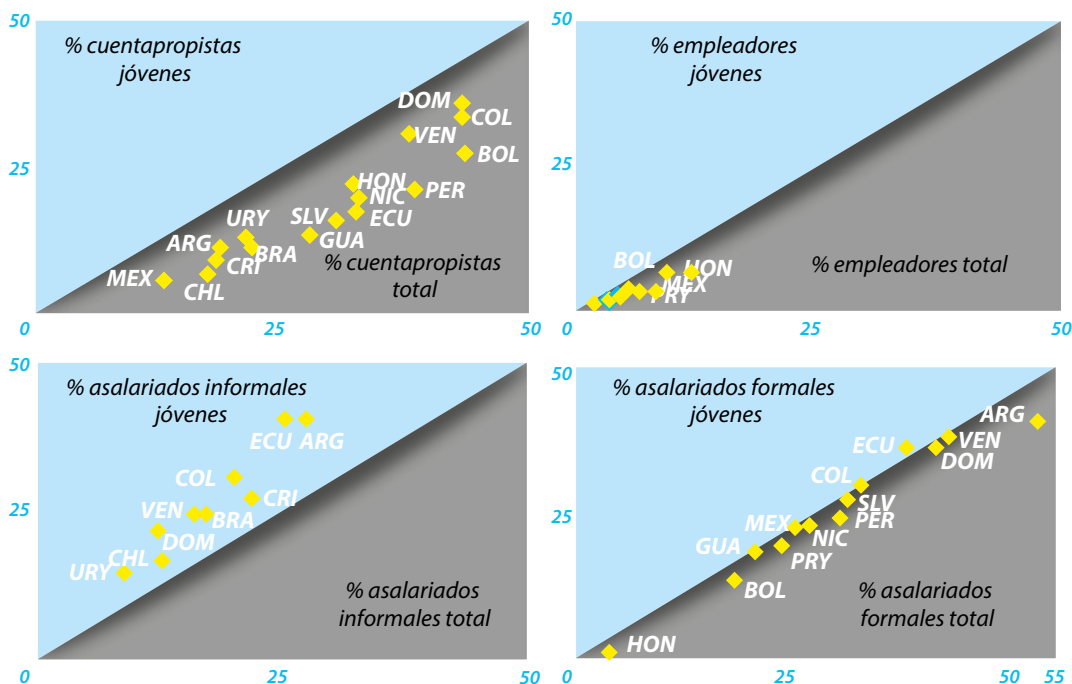 50
% cuentapropistas
jóvenes
DOM
COL
VEN
BOL
25
HON
NIC
PER
URY
SLV
ECU
ARG
BRA
GUA
MEX
CRI
CHL
% cuentapropistas
total
0
25
50
50
% empleadores
jóvenes
25
BOL
HON
% empleadores total
MEX
PRY
0
25
50
50
% asalariados informales
jóvenes
ECU ARG
COL
CRI
25
VEN
BRA
DOM
CHL
URY
% asalariados
informales total
0
25
50
50
% asalariados formales
jóvenes
ARG
ECU
VEN
DOM
COL
SLV
25
MEX
PER
NIC
GUA
PRY
BOL
% asalariados
formales total
HON
0
25
50
55